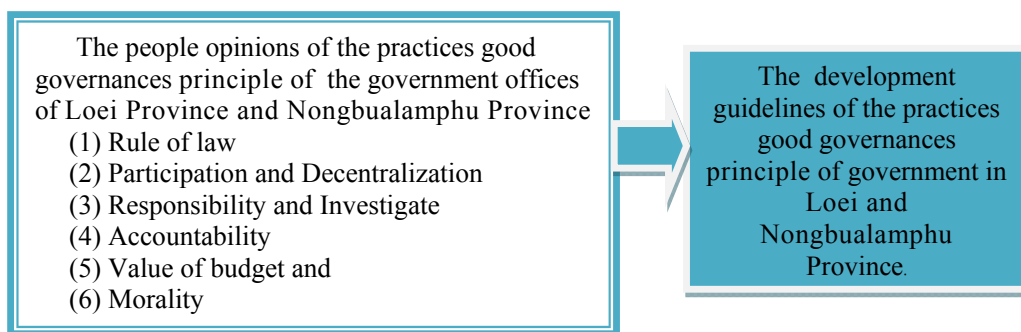 The people opinions of the practices good
governances principle of the government offices
of Loei Province and Nongbualamphu Province
(1) Rule of law
(2) Participation and Decentralization
(3) Responsibility and Investigate
(4) Accountability
(5) Value of budget and
(6) Morality
The development
guidelines of the practices
good governances
principle of government in
Loei and
Nongbualamphu
Province.